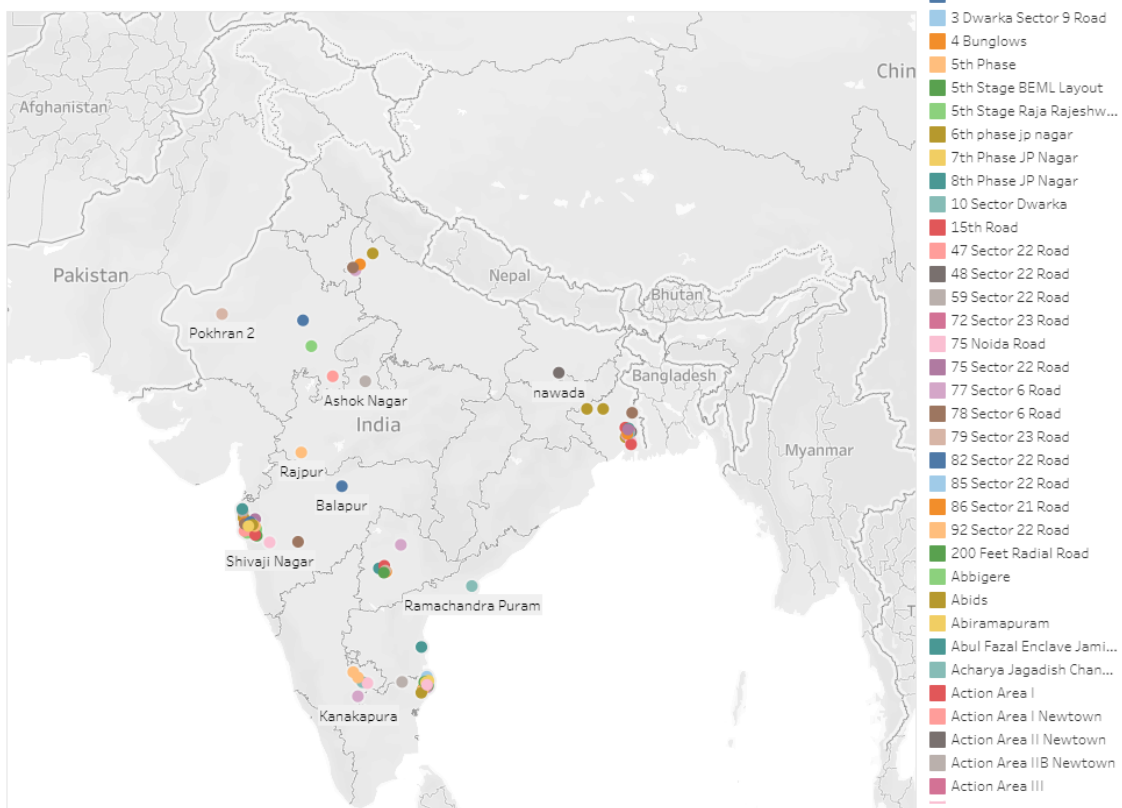 Chin
Afghanistan
Pakistan
Nepal
Bhutan
Pokhran 2
nawada
Bangladesh
Ashok Nagar
India
Myanmar
Rajpur
Balapur
Shivaji Nagar
Ramachandra Puram
T
Kanakapura
3 Dwarka Sector 9 Road
4 Bunglows
5th Phase
5th Stage BEML Layout
5th Stage Raja Rajeshw...
6th phase jp nagar
7th Phase JP Nagar
8th Phase JP Nagar
10 Sector Dwarka
15th Road
47 Sector 22 Road
48 Sector 22 Road
59 Sector 22 Road
72 Sector 23 Road
75 Noida Road
75 Sector 22 Road
77 Sector 6 Road
78 Sector 6 Road
79 Sector 23 Road
82 Sector 22 Road
85 Sector 22 Road
86 Sector 21 Road
92 Sector 22 Road
200 Feet Radial Road
Abbigere
Abids
Abiramapuram
Abul Fazal Enclave Jami...
Acharya Jagadish Chan...
Action Area I
Action Area I Newtown
Action Area II Newtown
Action Area IIB Newtown
Action Area III